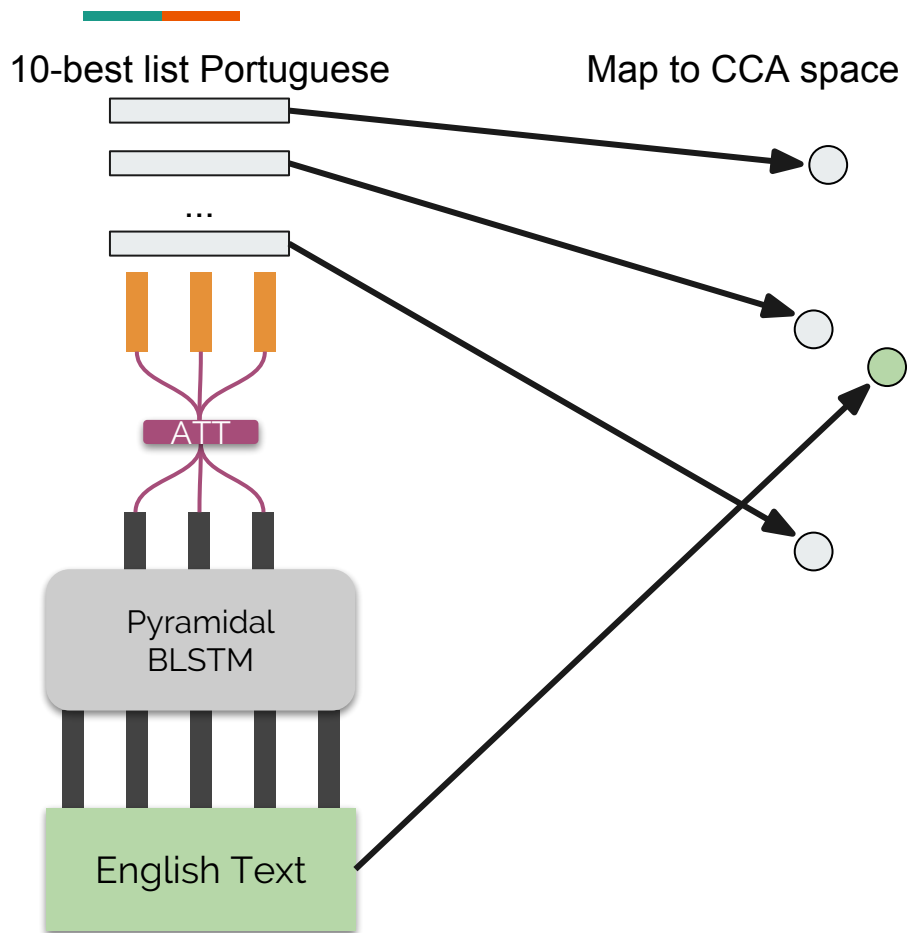 10-best list Portuguese
Map to CCA space
...
ATT
Pyramidal
BLSTM
English Text